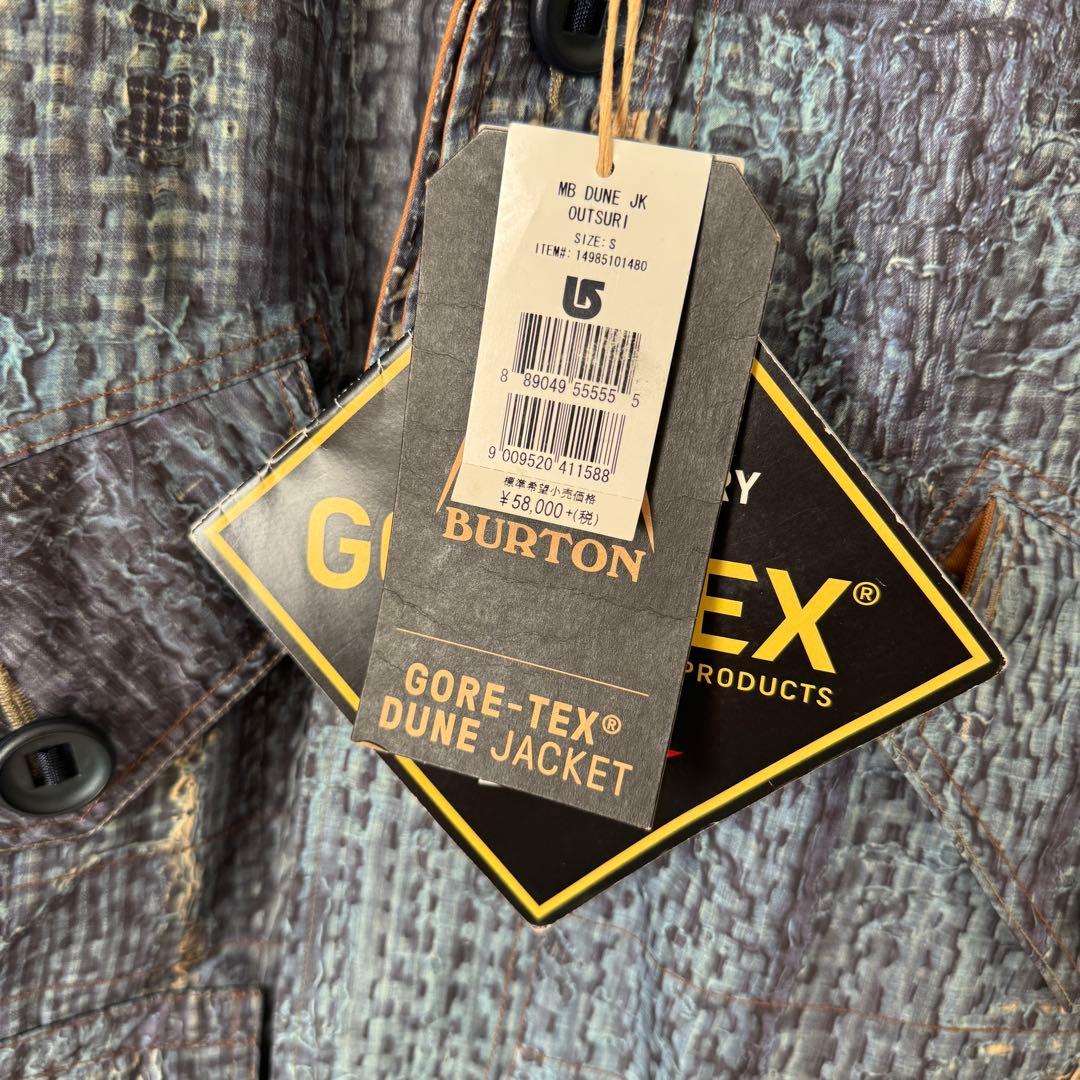 MB DUNE JK
OUTSURI
SIZE: S
ITEM#: 14985101480
8 89049 55555 5
9 009520 411588
標準希望小売価格
¥58,000+(税)
BURTON
GORE-TEX®
DUNE JACKET
RY
G
EX®
PRODUCTS